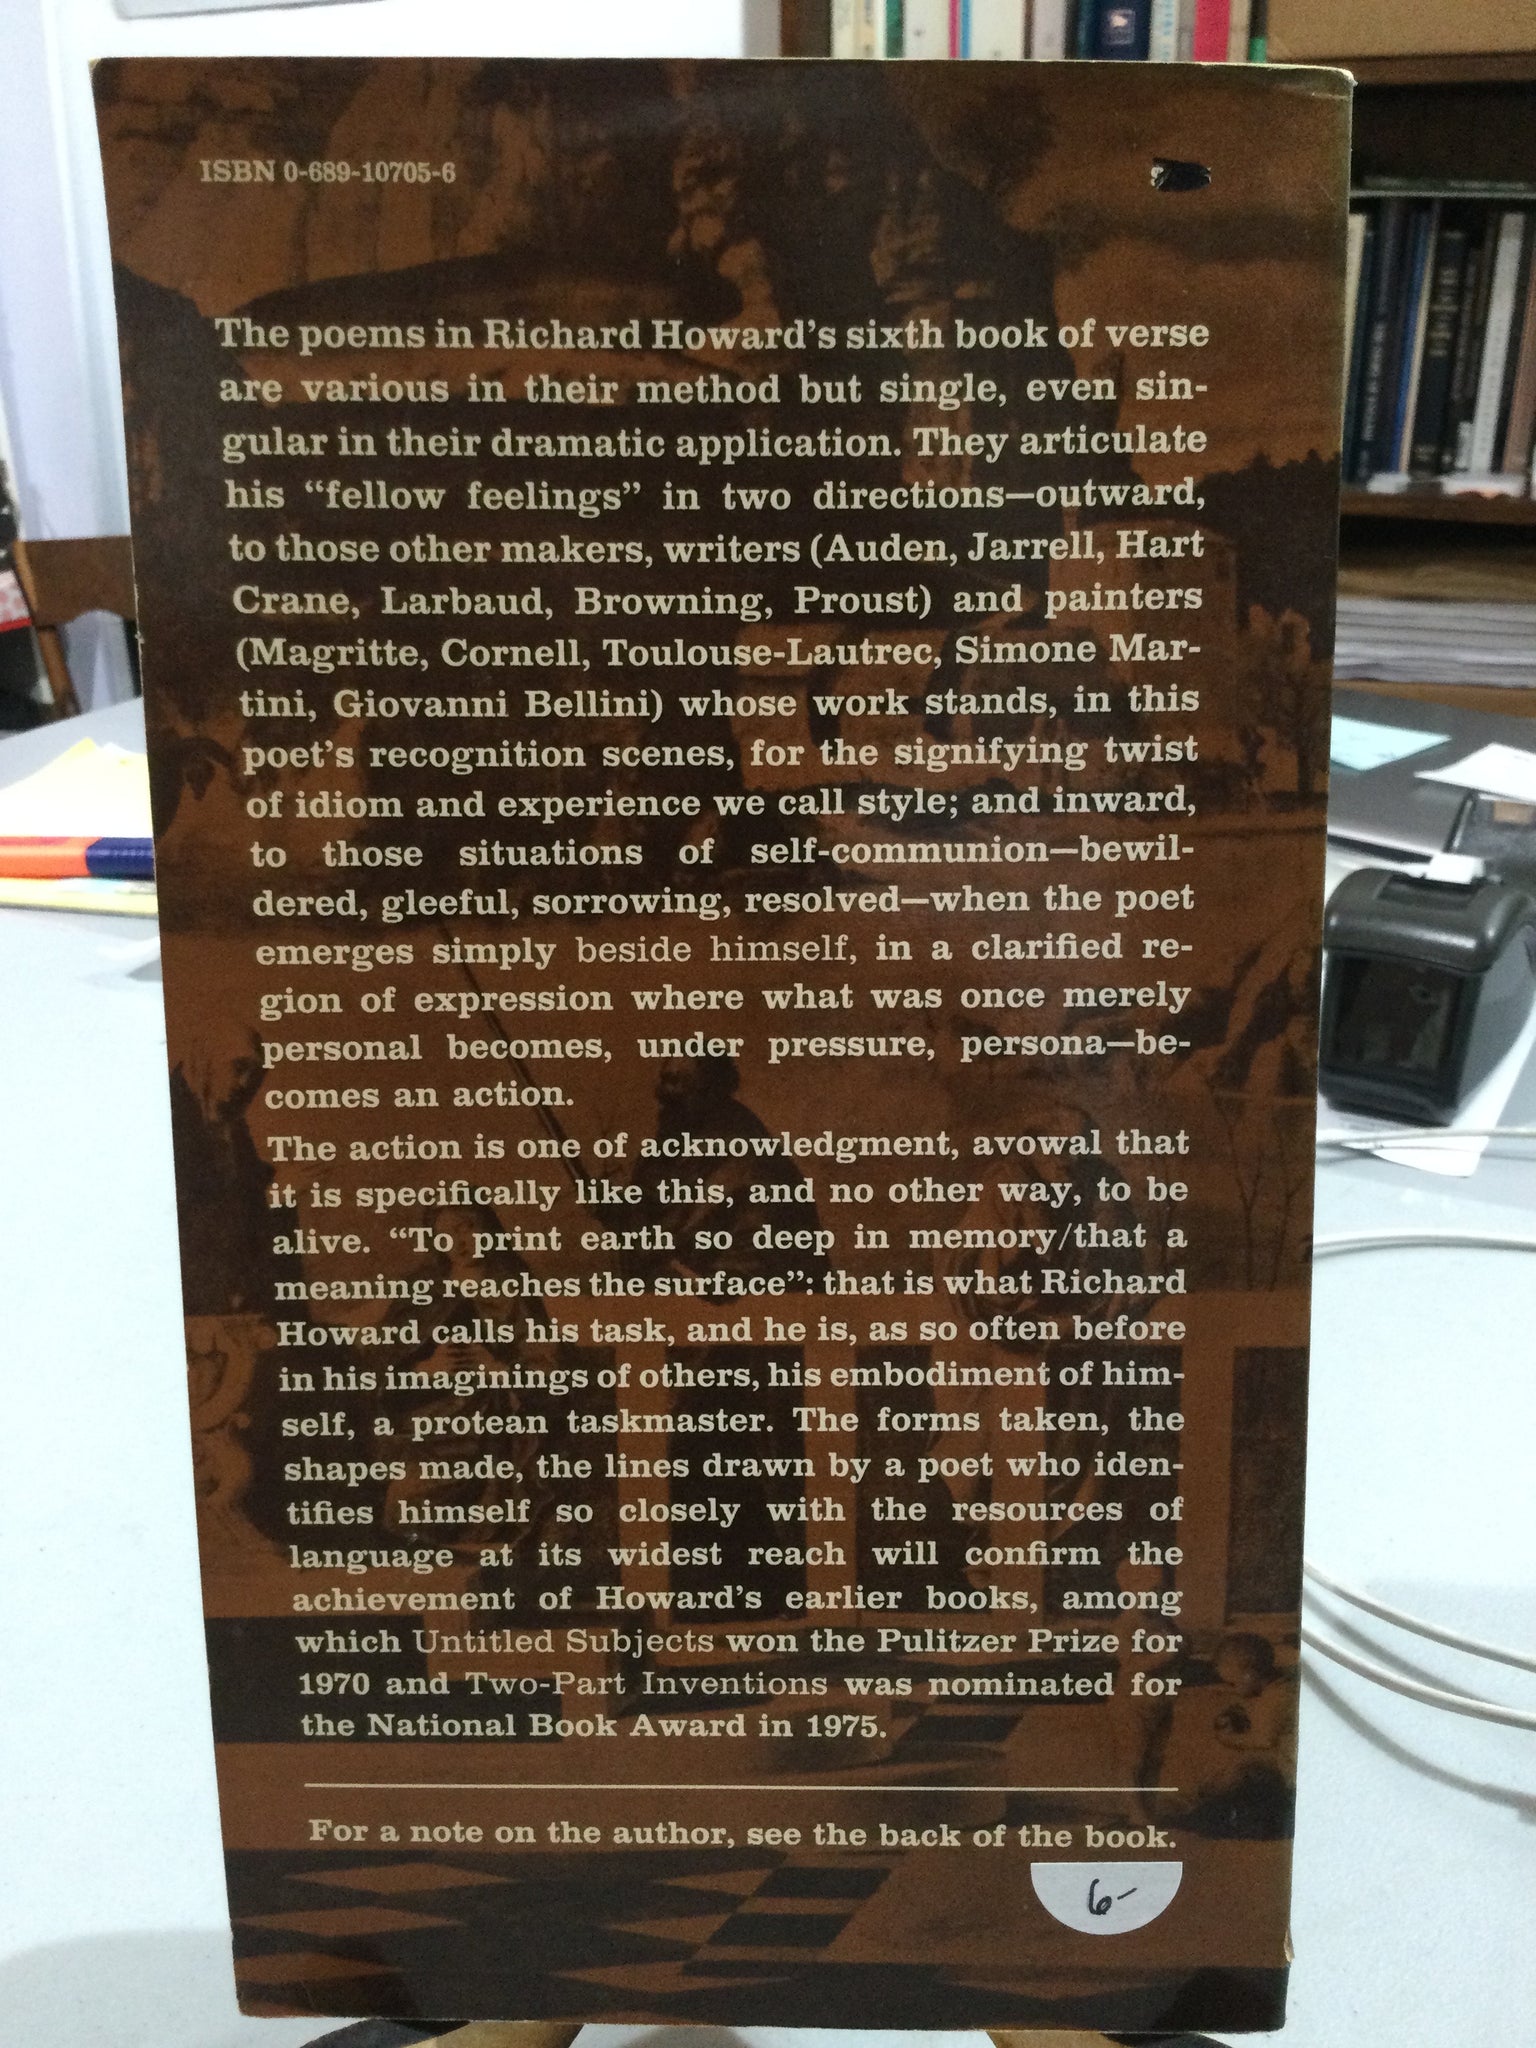 ISBN 0-689-10705-6
The poems in Richard Howard's sixth book of verse
are various in their method but single, even sin-
gular in their dramatic application. They articulate
his “fellow feelings” in two directions—outward,
to those other makers, writers (Auden, Jarrell, Hart
Crane, Larbaud, Browning, Proust) and painters
(Magritte, Cornell, Toulouse-Lautrec, Simone Mar-
tini, Giovanni Bellini) whose work stands, in this
poet's recognition scenes, for the signifying twist
of idiom and experience we call style; and inward,
to those situations of self-communion—bewil-
dered, gleeful, sorrowing, resolved—when the poet
emerges simply beside himself, in a clarified re-
gion of expression where what was once merely
personal becomes, under pressure, persona—be-
comes an action.
The action is one of acknowledgment, avowal that
it is specifically like this, and no other way, to be
alive. “To print earth so deep in memory/that a
meaning reaches the surface”: that is what Richard
Howard calls his task, and he is, as so often before
in his imaginings of others, his embodiment of him-
self, a protean taskmaster. The forms taken, the
shapes made, the lines drawn by a poet who iden-
tifies himself so closely with the resources of
language at its widest reach will confirm the
achievement of Howard's earlier books, among
which Untitled Subjects won the Pulitzer Prize for
1970 and Two-Part Inventions was nominated for
the National Book Award in 1975.
For a note on the author, see the back of the book.
6-